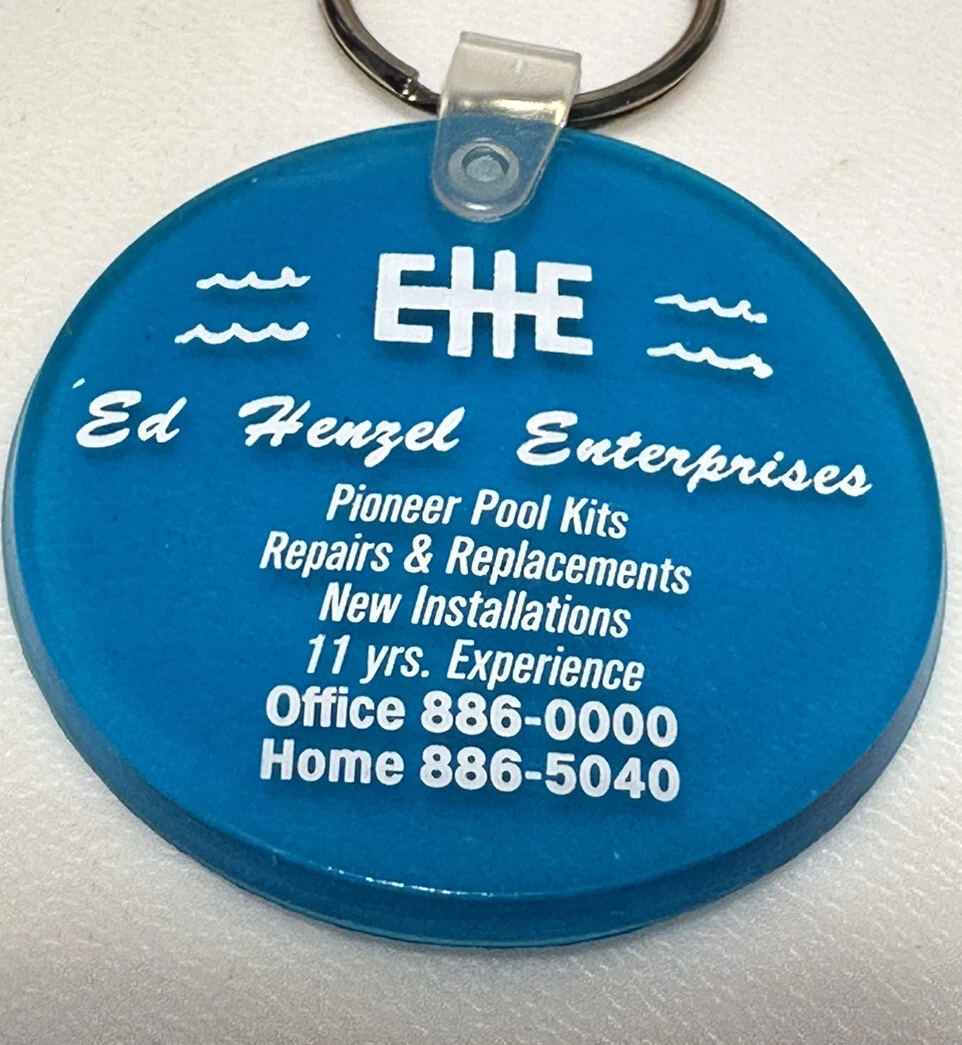 EHE
Ed Henzel Enterprises
Pioneer Pool Kits
Repairs & Replacements
New Installations
11 yrs. Experience
Office 886-0000
Home 886-5040